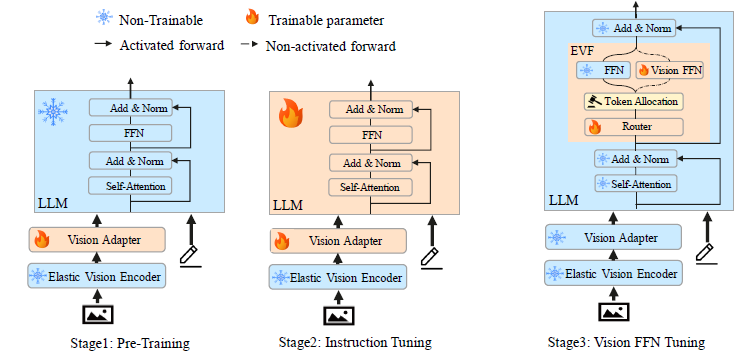 Non-Trainable
Trainable parameter
Activated forward
Non-activated forward
Add & Norm
FFN
Add & Norm
Self-Attention
LLM
Vision Adapter
Elastic Vision Encoder
Stage1: Pre-Training
Add & Norm
FFN
Add & Norm
Self-Attention
LLM
Vision Adapter
Elastic Vision Encoder
Stage2: Instruction Tuning
Add & Norm
EVF
FFN
Vision FFN
Token Allocation
Router
Add & Norm
Self-Attention
LLM
Vision Adapter
Elastic Vision Encoder
Stage3: Vision FFN Tuning